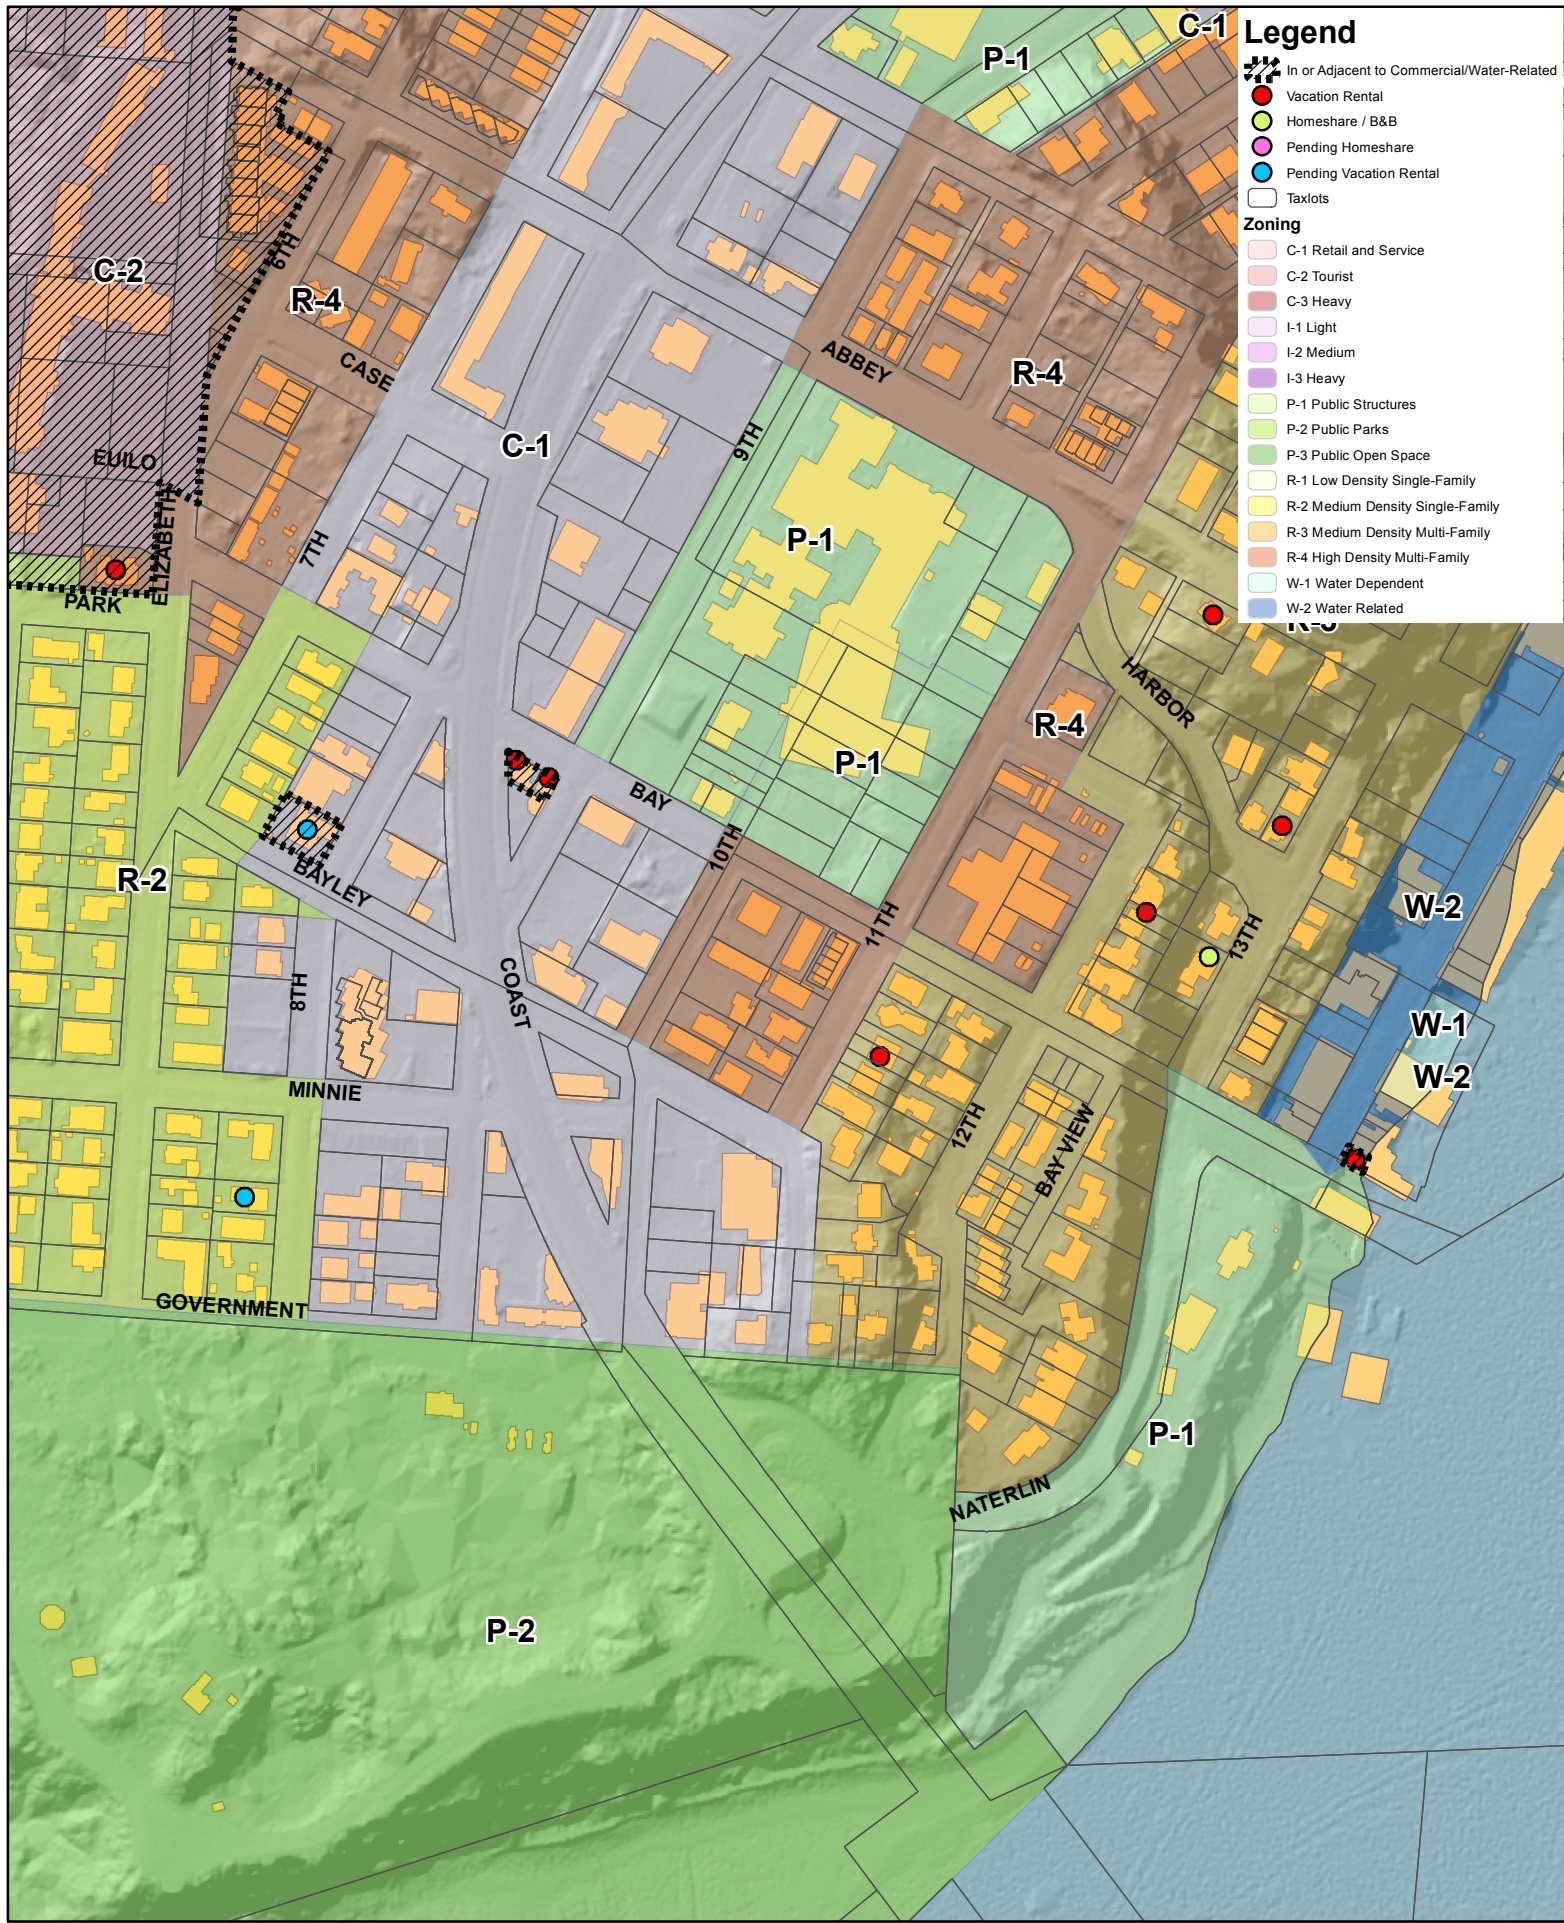 C-1
P-1
Legend
In or Adjacent to Commercial/Water-Related
Vacation Rental
Homeshare / B&B
Pending Homeshare
Pending Vacation Rental
Taxlots
Zoning
C-1 Retail and Service
C-2 Tourist
C-3 Heavy
I-1 Light
I-2 Medium
I-3 Heavy
P-1 Public Structures
P-2 Public Parks
P-3 Public Open Space
R-1 Low Density Single-Family
R-2 Medium Density Single-Family
R-3 Medium Density Multi-Family
R-4 High Density Multi-Family
W-1 Water Dependent
W-2 Water Related
6TH
C-2
R-4
CASE
ABBEY
R-4
C-1
9TH
EUILO
ELIZABETH
7TH
P-1
PARK
HARBOR
R-4
P-1
BAY
10TH
BAYLEY
R-2
11TH
13TH
W-2
8TH
COAST
W-1
W-2
MINNIE
12TH
BAY VIEW
GOVERNMENT
P-1
NATERLIN
P-2